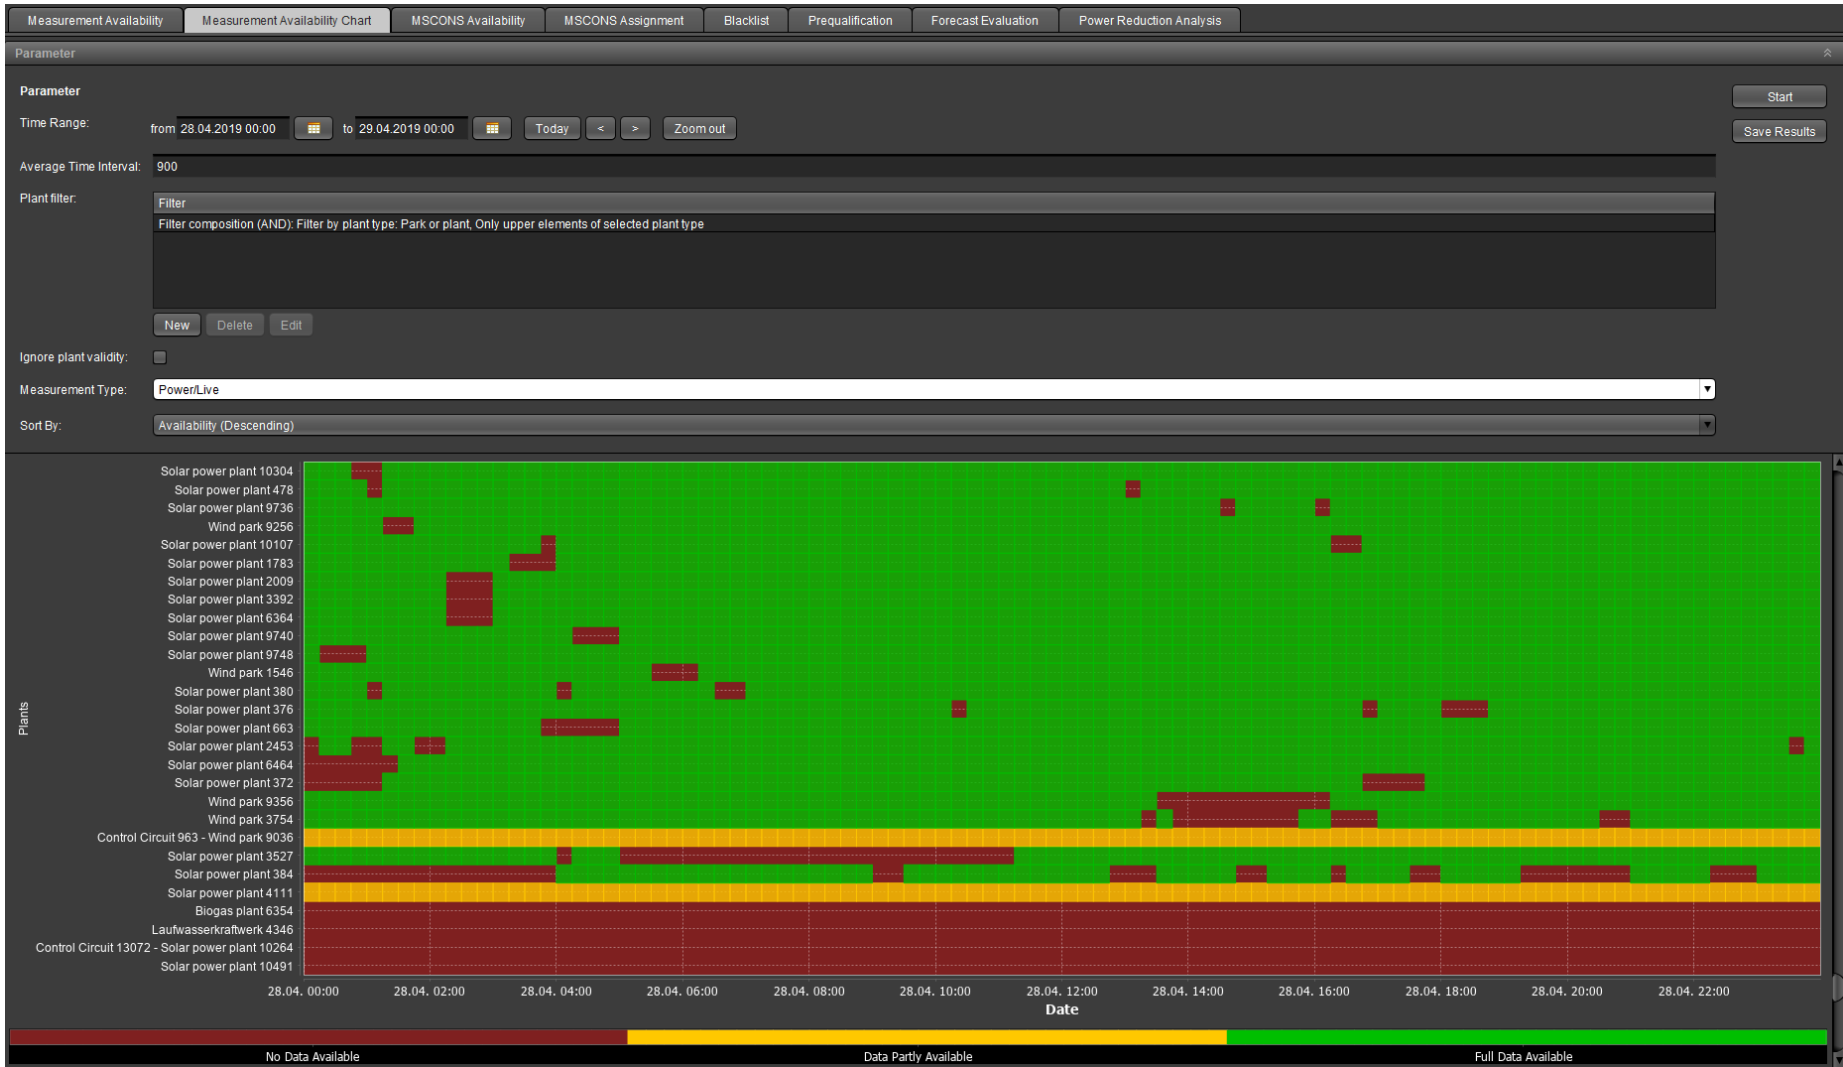 Measurement Availability Measurement Availability Chart MSCONS Availability MSCONS Assignment Blacklist Prequalification Forecast Evaluation Power Reduction Analysis
Parameter
Parameter
Start
Time Range: from 28.04.2019 00:00 to 29.04.2019 00:00 Today < > Zoom out
Save Results
Average Time Interval: 900
Plant filter:
Filter
Filter composition (AND): Filter by plant type: Park or plant, Only upper elements of selected plant type
New Delete Edit
Ignore plant validity:
Measurement Type: Power/Live
Sort By: Availability (Descending)
Plants
Solar power plant 10304
Solar power plant 478
Solar power plant 9736
Wind park 9256
Solar power plant 10107
Solar power plant 1783
Solar power plant 2009
Solar power plant 3392
Solar power plant 6364
Solar power plant 9740
Solar power plant 9748
Wind park 1546
Solar power plant 380
Solar power plant 376
Solar power plant 663
Solar power plant 2453
Solar power plant 6464
Solar power plant 372
Wind park 9356
Wind park 3754
Control Circuit 963 - Wind park 9036
Solar power plant 3527
Solar power plant 384
Solar power plant 4111
Biogas plant 6354
Laufwasserkraftwerk 4346
Control Circuit 13072 - Solar power plant 10264
Solar power plant 10491
28.04. 00:00 28.04. 02:00 28.04. 04:00 28.04. 06:00 28.04. 08:00 28.04. 10:00 28.04. 12:00 28.04. 14:00 28.04. 16:00 28.04. 18:00 28.04. 20:00 28.04. 22:00
Date
No Data Available Data Partly Available Full Data Available